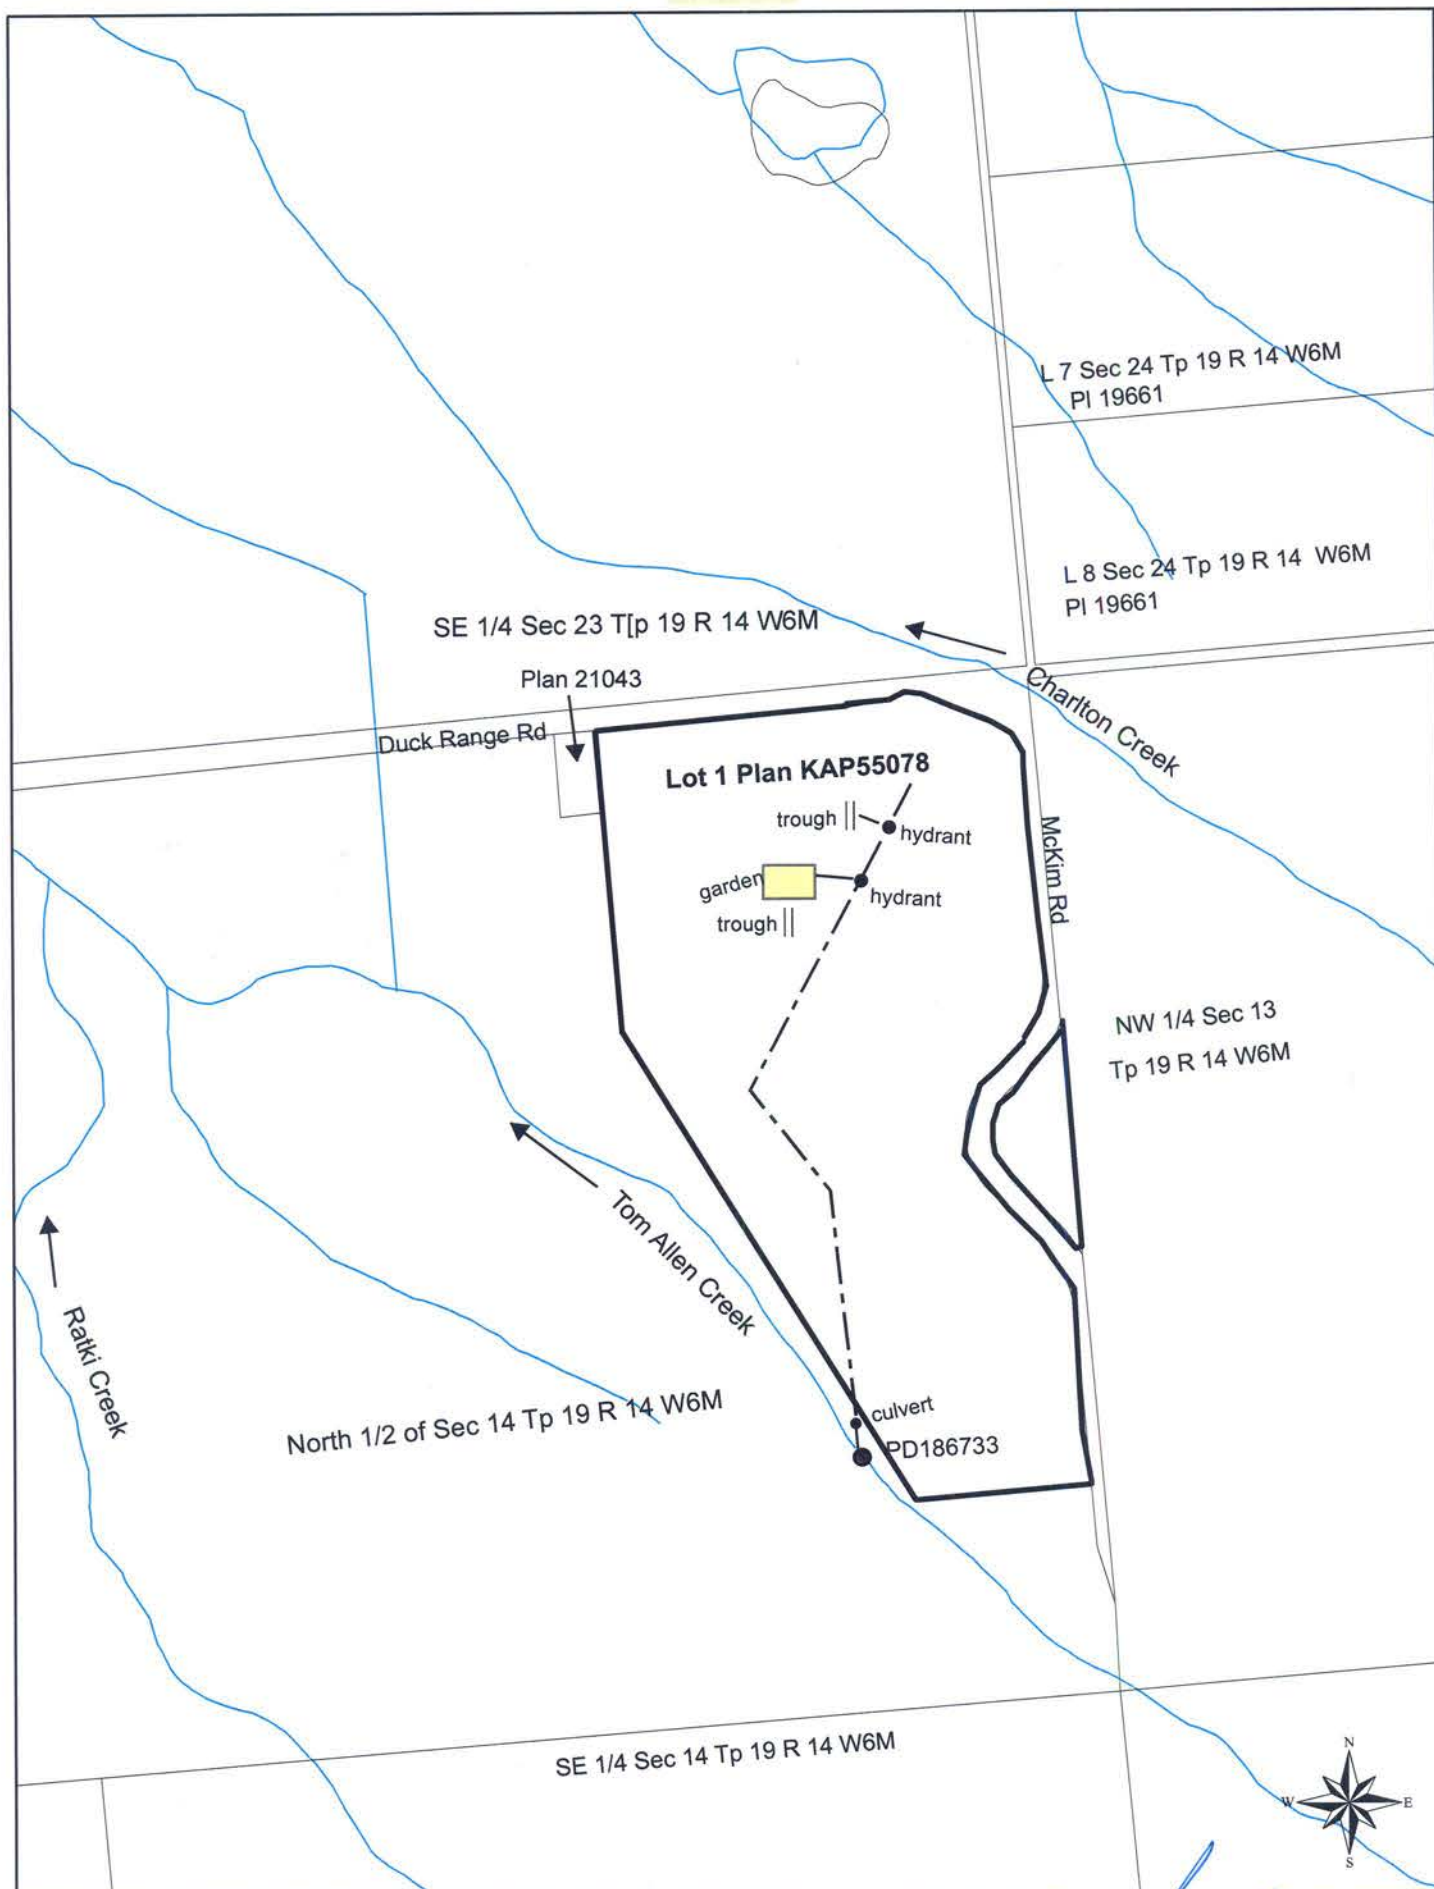 L 7 Sec 24 Tp 19 R 14 W6M
Pl 19661
L 8 Sec 24 Tp 19 R 14 W6M
Pl 19661
SE 1/4 Sec 23 T[p 19 R 14 W6M
Plan 21043
Charlton Creek
Duck Range Rd
Lot 1 Plan KAP55078
trough
hydrant
McKim Rd
garden
hydrant
trough
NW 1/4 Sec 13
Tp 19 R 14 W6M
Tom Allen Creek
Ratki Creek
North 1/2 of Sec 14 Tp 19 R 14 W6M
culvert
PD186733
SE 1/4 Sec 14 Tp 19 R 14 W6M
N
W
E
S